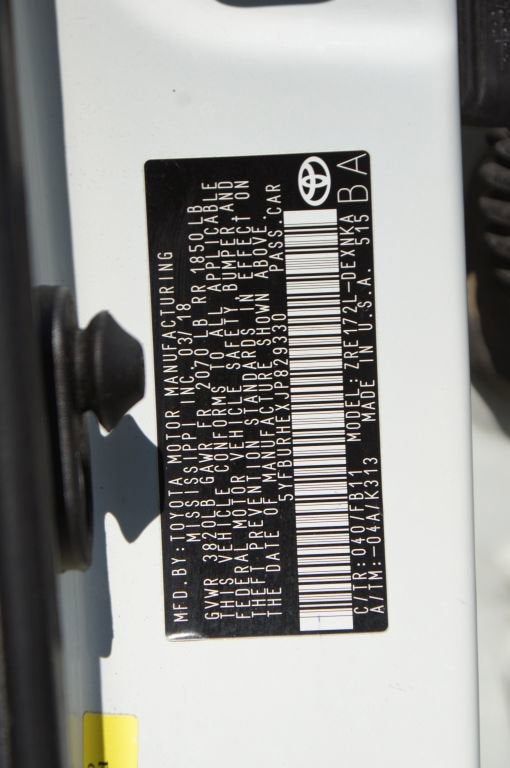 MFD. BY: TOYOTA MOTOR MANUFACTURING
MISSISSIPPI INC. 03/18
GVWR 3820LB GAWR FR 2070 LB, RR 1850 LB
THIS VEHICLE CONFORMS TO ALL APPLICABLE
FEDERAL MOTOR VEHICLE SAFETY BUMPER, AND
THEFT PREVENTION STANDARDS IN EFFECT ON
THE DATE OF MANUFACTURE SHOWN ABOVE.
5YFBURHEXJP829330 PASS. CAR
C/TR: 040/FB11 MODEL: ZRE172L-DEXNKA
A/TM: -04A/K313 MADE IN U.S.A. 515
BA